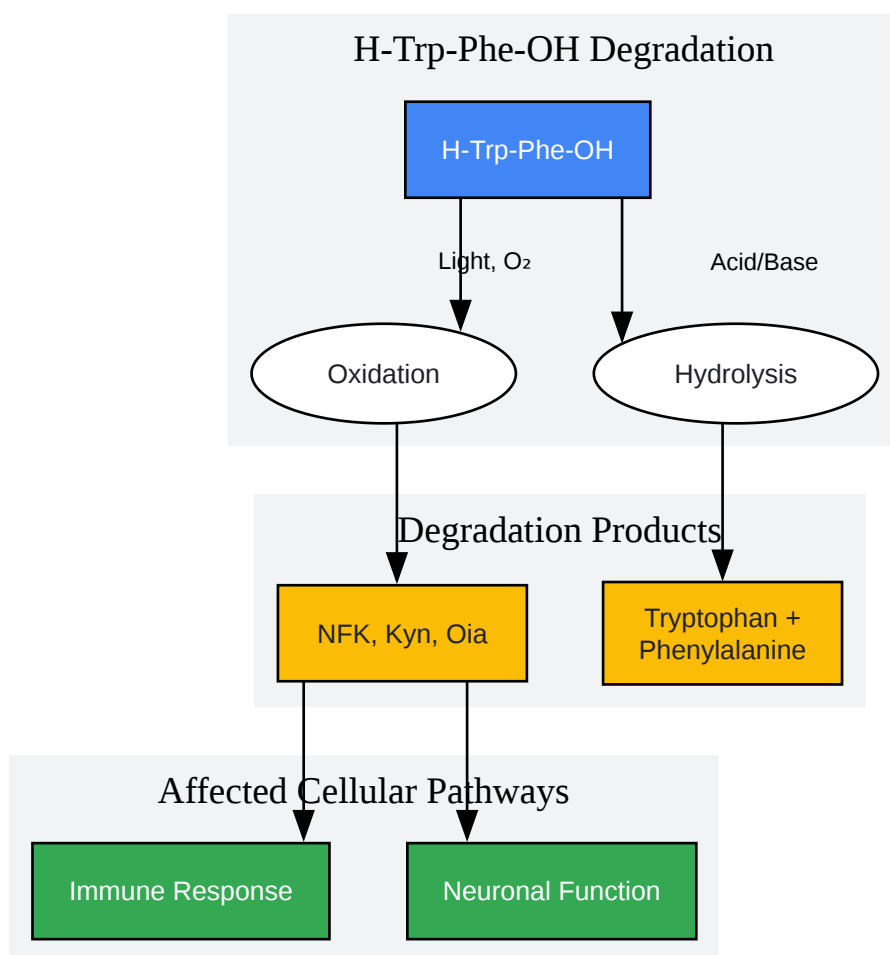 H-Trp-Phe-OH Degradation
H-Trp-Phe-OH
Light, O₂
Acid/Base
Oxidation
Hydrolysis
Degradation Products
NFK, Kyn, Oia
Tryptophan +
Phenylalanine
Affected Cellular Pathways
Immune Response
Neuronal Function